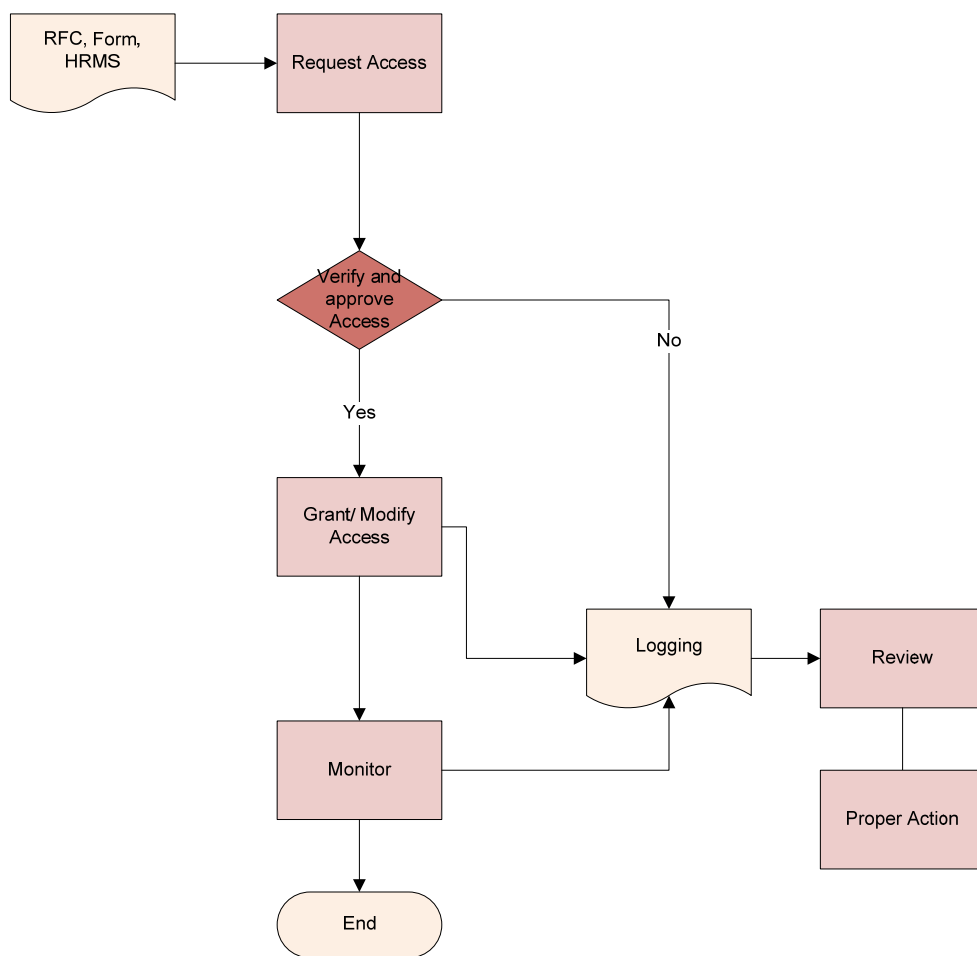 RFC, Form,
HRMS
Request Access
Verify and
approve
Access
No
Yes
Grant/ Modify
Access
Logging
Review
Monitor
Proper Action
End